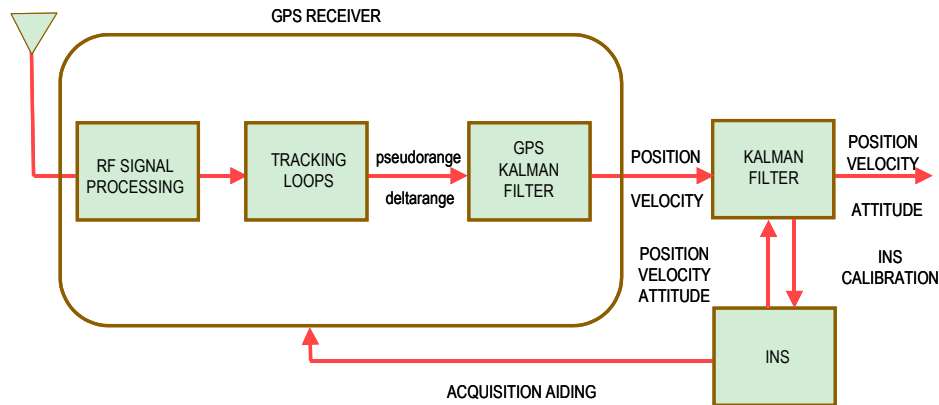 GPS RECEIVER
RF SIGNAL
PROCESSING
TRACKING
LOOPS
pseudorange
deltarange
GPS
KALMAN
FILTER
POSITION
VELOCITY
KALMAN
FILTER
POSITION
VELOCITY
ATTITUDE
POSITION
VELOCITY
ATTITUDE
INS
CALIBRATION
INS
ACQUISITION AIDING